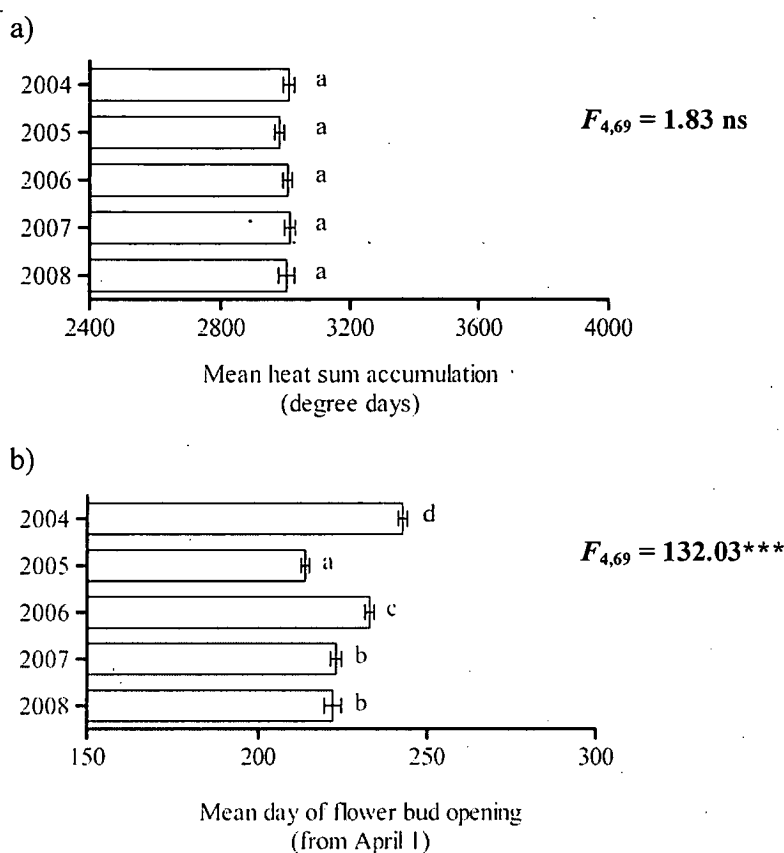 a)
2004
a
2005
a
F4,69 = 1.83 ns
2006
a
2007
a
2008
a
2400
2800
3200
3600
4000
Mean heat sum accumulation
(degree days)
b)
2004
d
2005
a
F4,69 = 132.03***
2006
c
2007
b
2008
b
150
200
250
300
Mean day of flower bud opening
(from April 1)